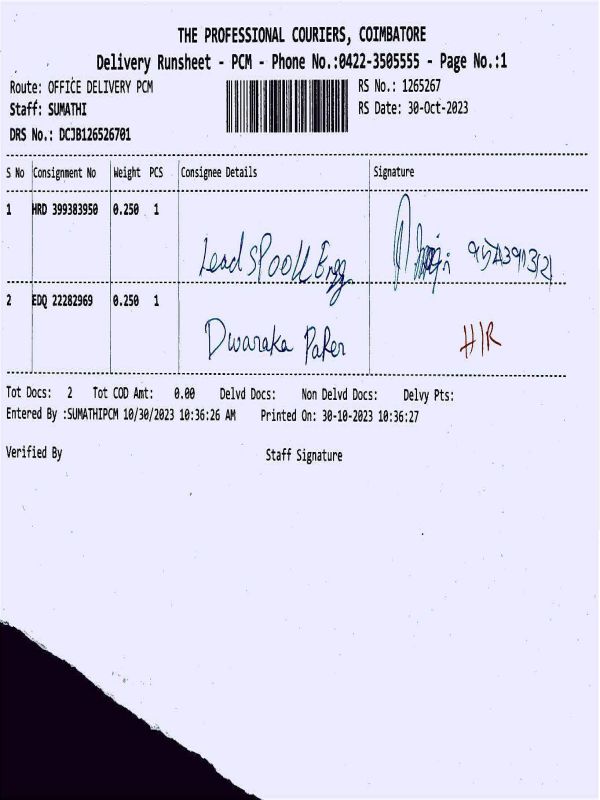 THE PROFESSIONAL COURIERS, COIMBATORE
Delivery Runsheet - PCM - Phone No.:0422-3505555 - Page No.:1
Route: OFFICE DELIVERY PCM RS No.: 1265267
Staff: SUMATHI RS Date: 30-Oct-2023
DRS No.: DCJB126526701
S No Consignment No Weight PCS Consignee Details Signature
1 HRD 399383950 0.250 1
Lead Engg
2 EDQ 22282969 0.250 1
Dwaraka Paper H/R
Tot Docs: 2 Tot COD Amt: 0.00 Delvd Docs: Non Delvd Docs: Delvy Pts:
Entered By :SUMATHIPCM 10/30/2023 10:36:26 AM Printed On: 30-10-2023 10:36:27
Verified By Staff Signature